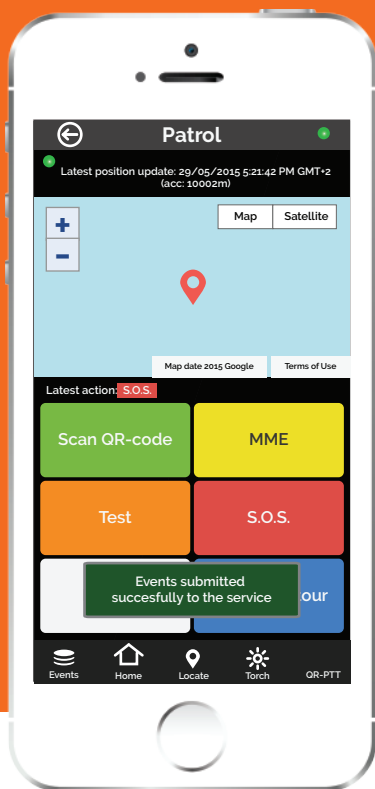 Patrol
Latest position update: 29/05/2015 5:21:42 PM GMT+2
(acc: 10002m)
+
Map Satellite
−
Map date 2015 Google Terms of Use
Latest action: S.O.S.
Scan QR-code MME
Test S.O.S.
Events submitted
succesfully to the service
our
Events Home Locate Torch QR-PTT